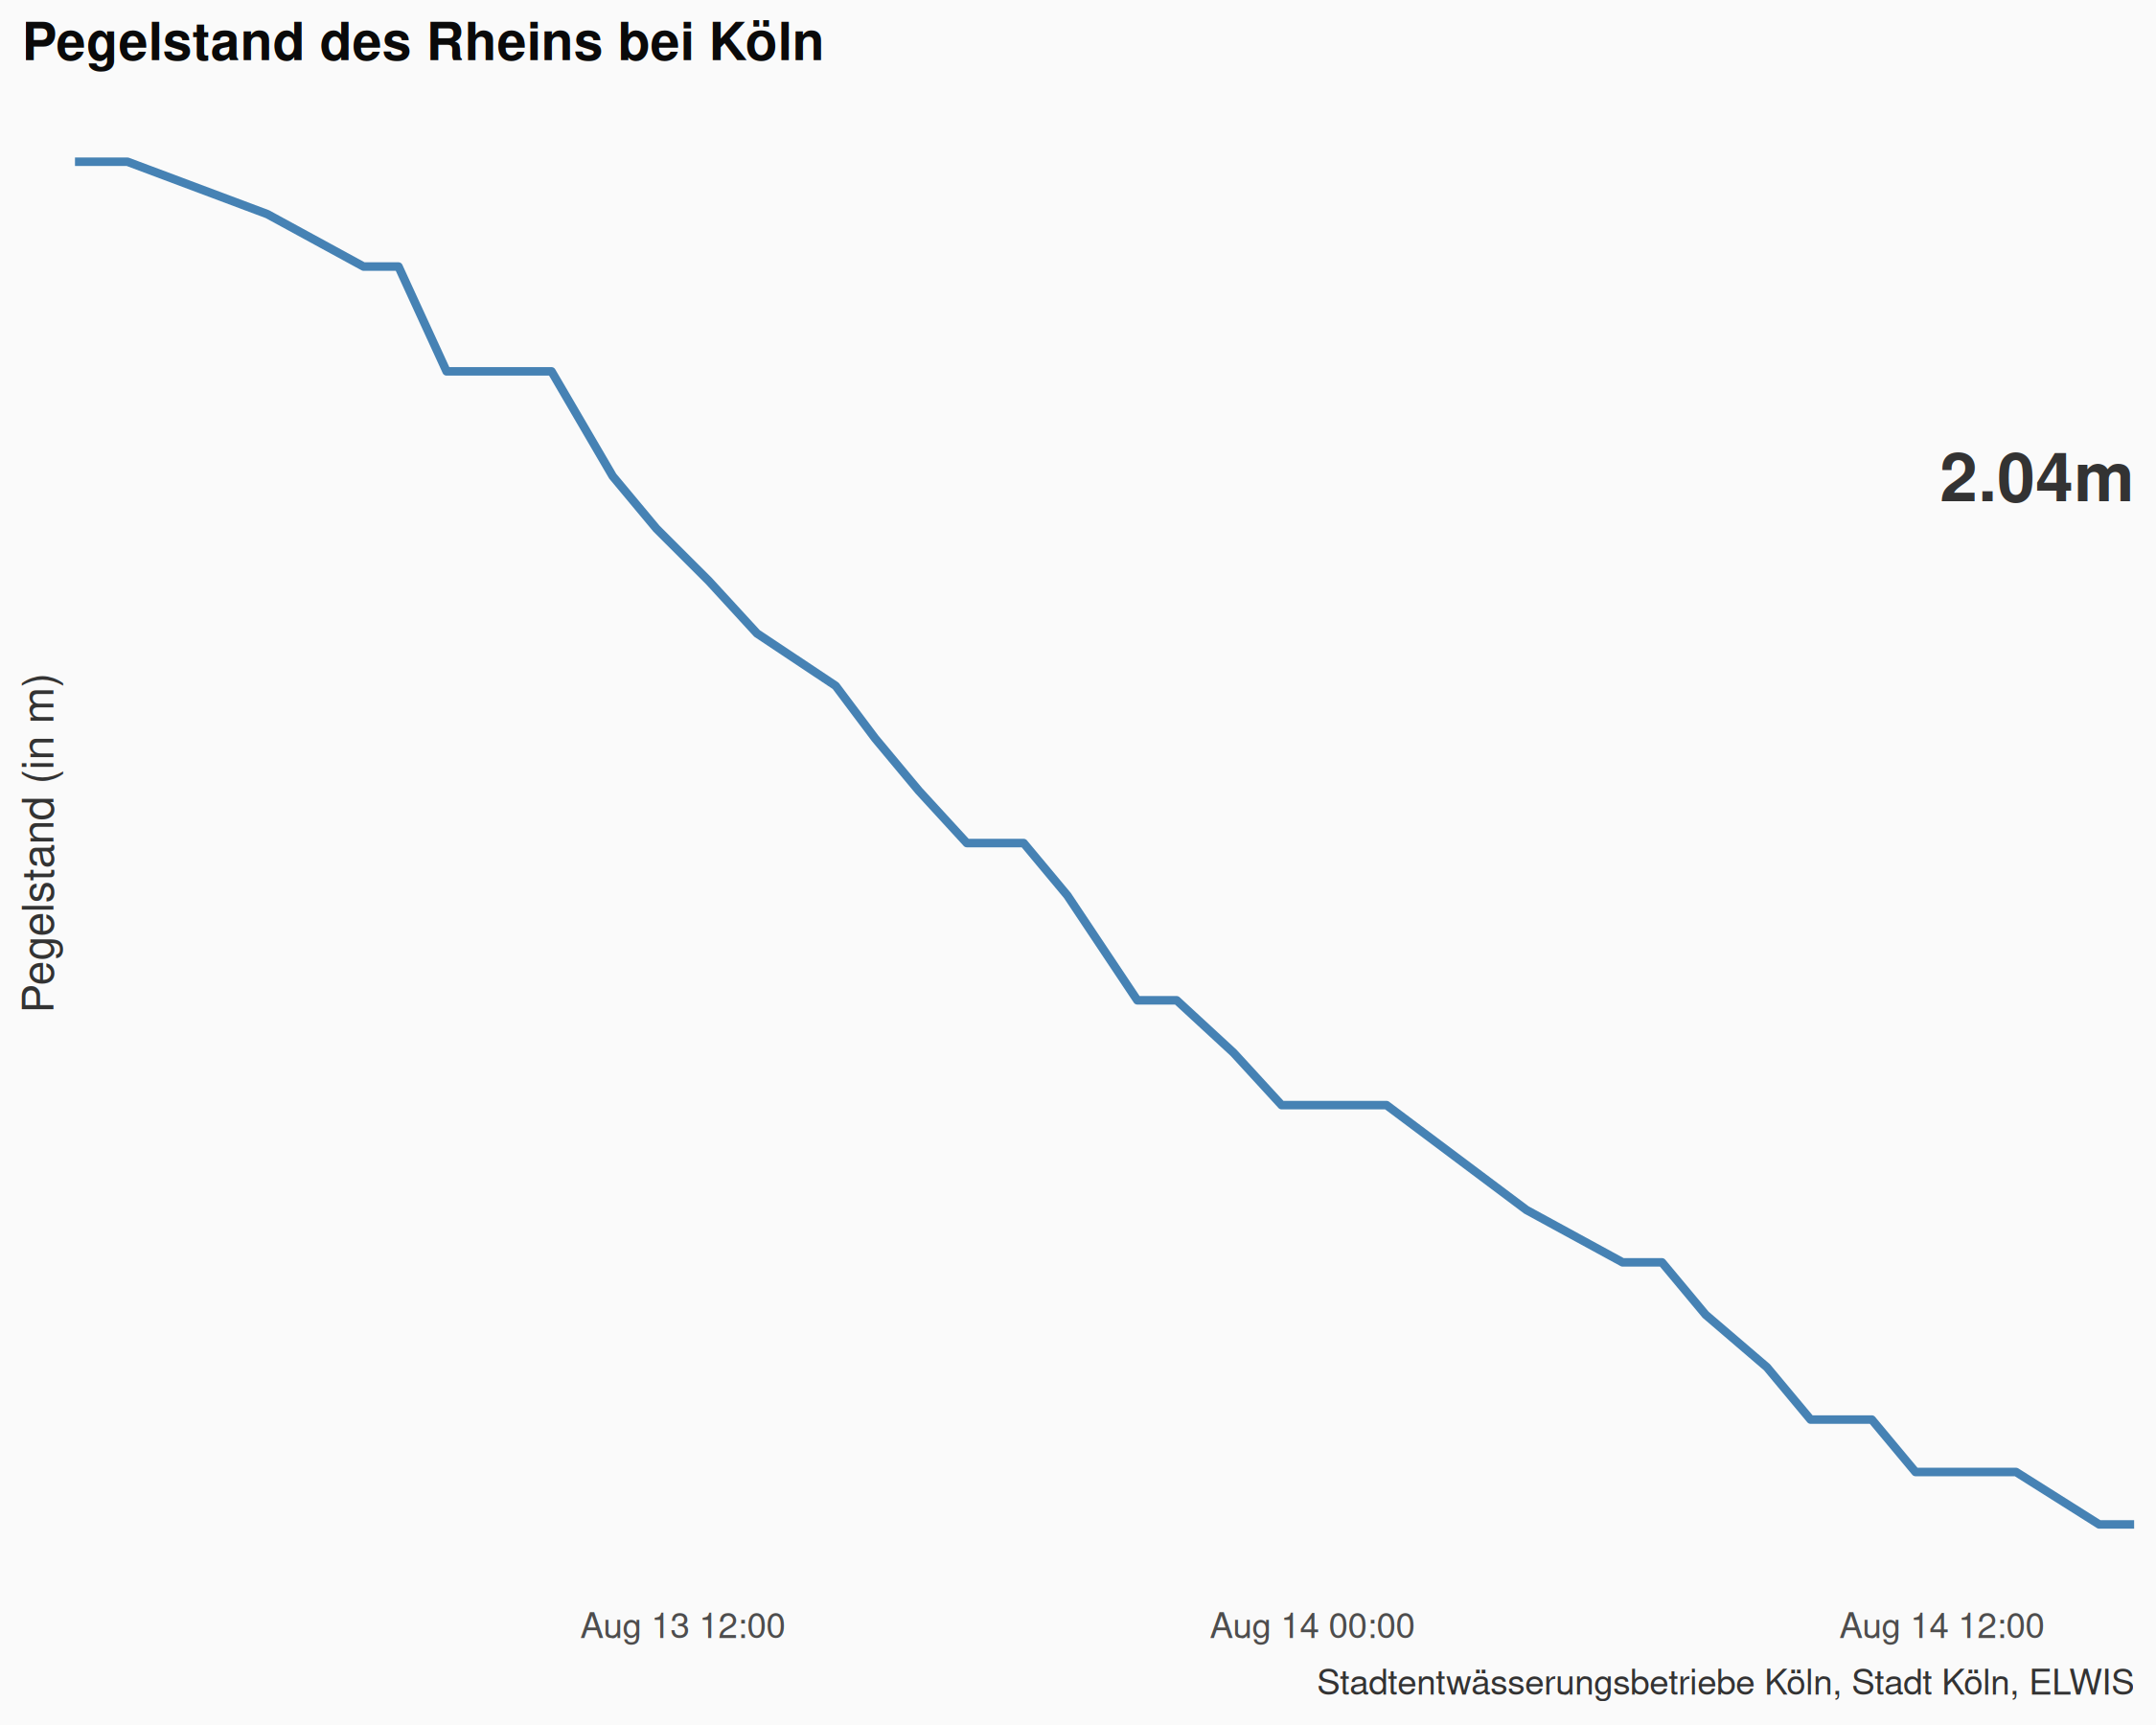 Pegelstand des Rheins bei Köln
2.04m
Pegelstand (in m)
Aug 13 12:00
Aug 14 00:00
Aug 14 12:00
Stadtentwässerungsbetriebe Köln, Stadt Köln, ELWIS